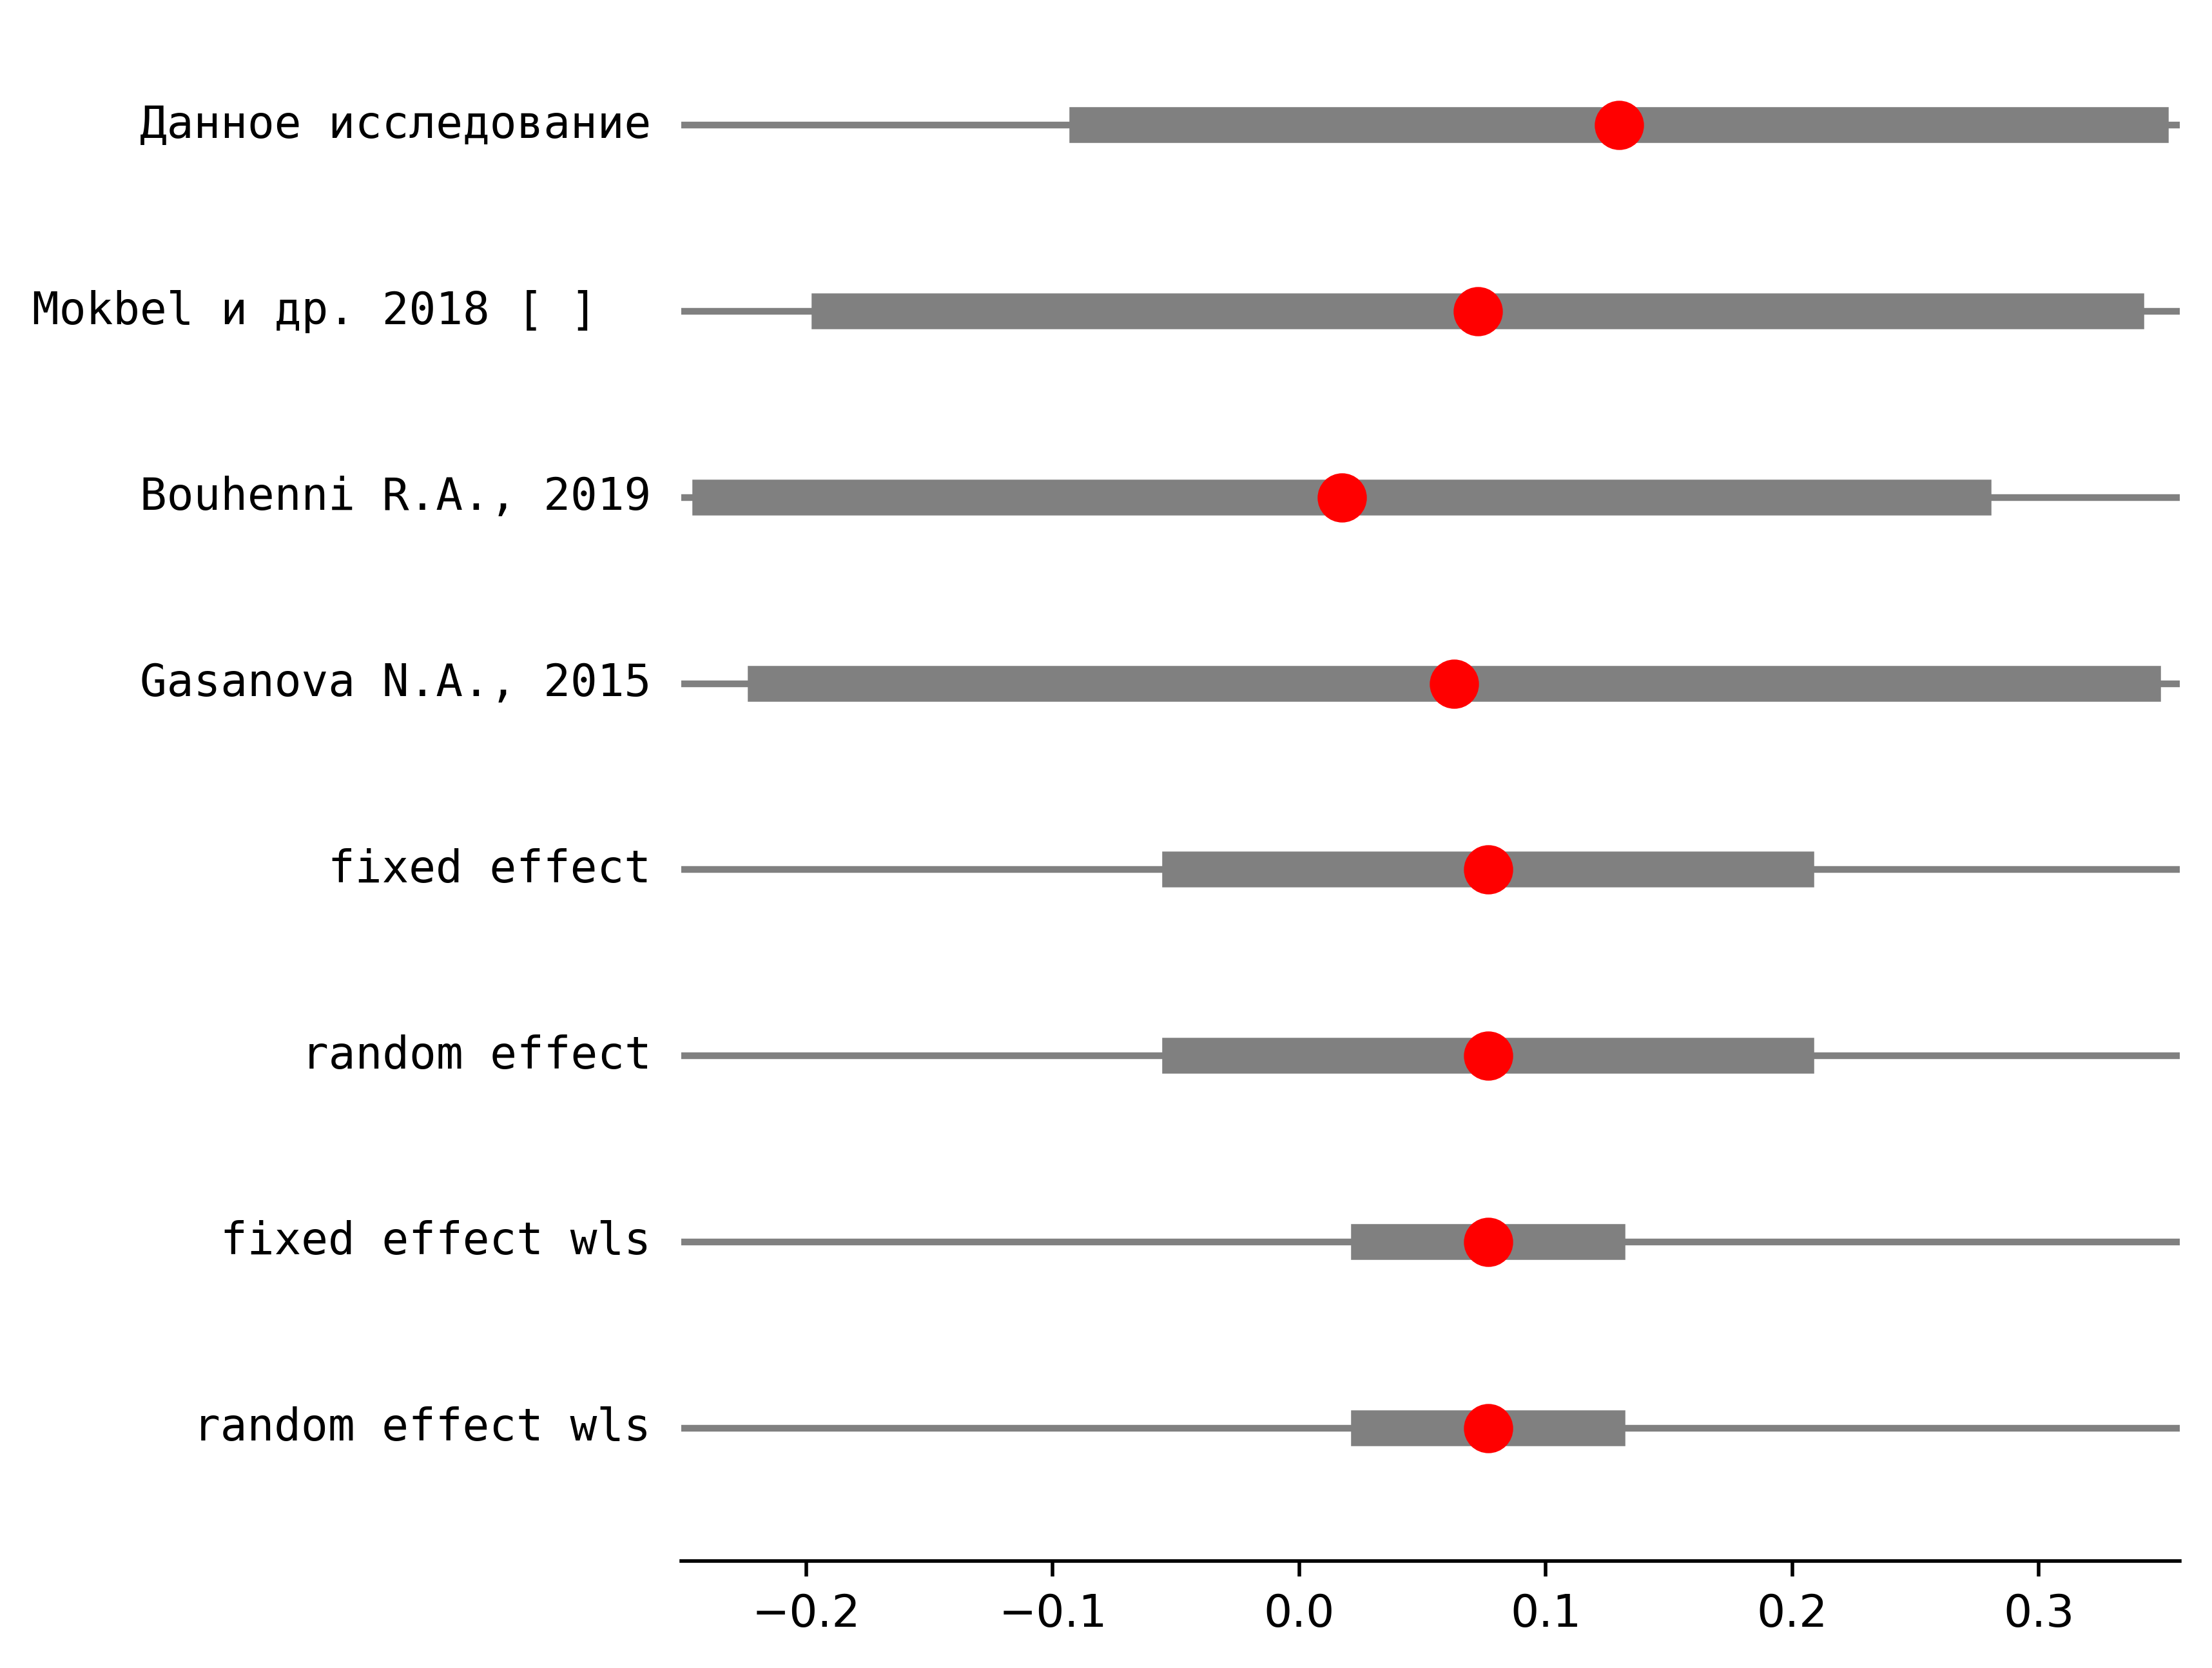 Данное исследование
Mokbel и др. 2018 [ ]
Bouhenni R.A., 2019
Gasanova N.A., 2015
fixed effect
random effect
fixed effect wls
random effect wls
−0.2 −0.1 0.0 0.1 0.2 0.3